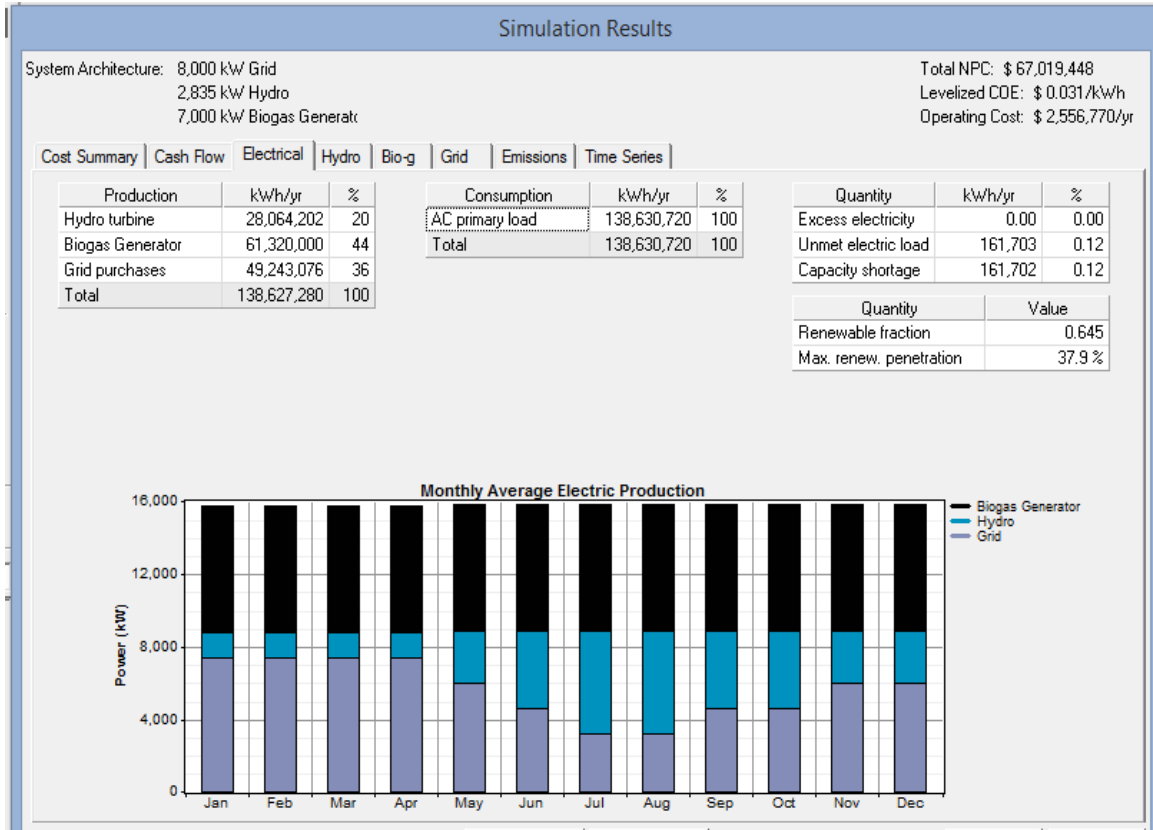 Simulation Results
System Architecture: 8,000 kW Grid
2,835 kW Hydro
7,000 kW Biogas Generatc
Total NPC: $ 67,019,448
Levelized COE: $ 0.031/kWh
Operating Cost: $ 2,556,770/yr
Cost Summary Cash Flow Electrical Hydro Bio-g Grid Emissions Time Series
Production kWh/yr %
Hydro turbine 28,064,202 20
Biogas Generator 61,320,000 44
Grid purchases 49,243,076 36
Total 138,627,280 100
Consumption kWh/yr %
AC primary load 138,630,720 100
Total 138,630,720 100
Quantity kWh/yr %
Excess electricity 0.00 0.00
Unmet electric load 161,703 0.12
Capacity shortage 161,702 0.12
Quantity Value
Renewable fraction 0.645
Max. renew. penetration 37.9 %
Monthly Average Electric Production
16,000
12,000
8,000
4,000
0
Power (kW)
Jan Feb Mar Apr May Jun Jul Aug Sep Oct Nov Dec
Biogas Generator
Hydro
Grid